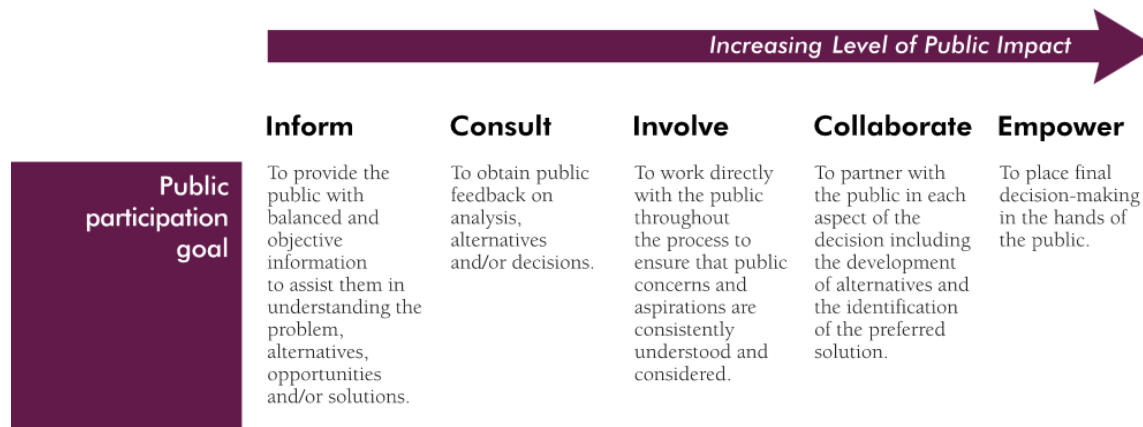 Increasing Level of Public Impact
Inform
Consult
Involve
Collaborate
Empower
Public
participation
goal
To provide the
public with
balanced and
objective
information
to assist them in
understanding the
problem,
alternatives,
opportunities
and/or solutions.
To obtain public
feedback on
analysis,
alternatives
and/or decisions.
To work directly
with the public
throughout
the process to
ensure that public
concerns and
aspirations are
consistently
understood and
considered.
To partner with
the public in each
aspect of the
decision including
the development
of alternatives and
the identification
of the preferred
solution.
To place final
decision-making
in the hands of
the public.